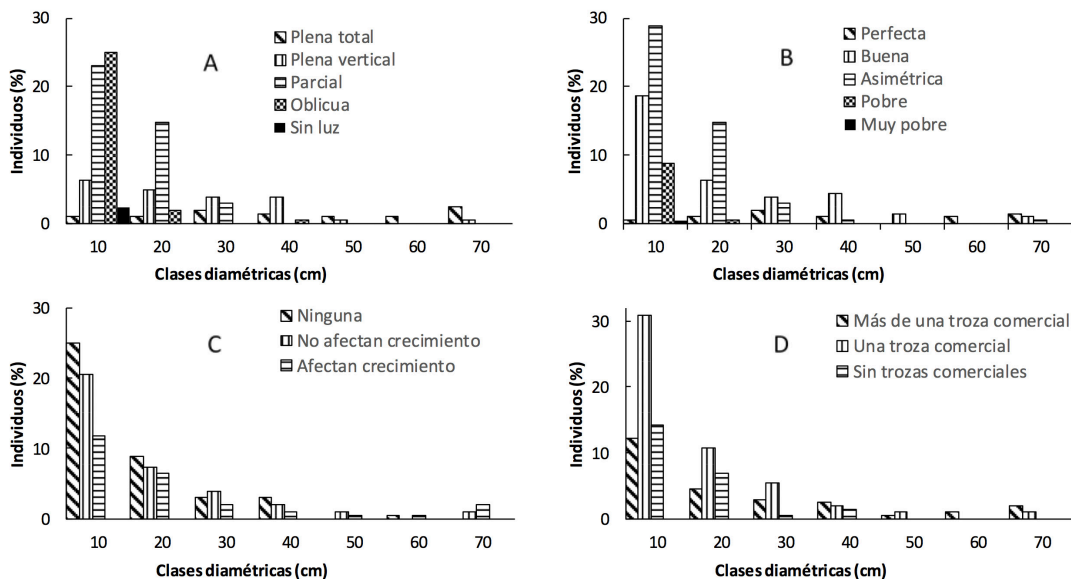 30
20
10
0
Individuos (%)
A
Plena total
Plena vertical
Parcial
Oblicua
Sin luz
10 20 30 40 50 60 70
Clases diamétricas (cm)
30
20
10
0
Individuos (%)
B
Perfecta
Buena
Asimétrica
Pobre
Muy pobre
10 20 30 40 50 60 70
Clases diamétricas (cm)
30
20
10
0
Individuos (%)
C
Ninguna
No afectan crecimiento
Afectan crecimiento
10 20 30 40 50 60 70
Clases diamétricas (cm)
30
20
10
0
Individuos (%)
D
Más de una troza comercial
Una troza comercial
Sin trozas comerciales
10 20 30 40 50 60 70
Clases diamétricas (cm)